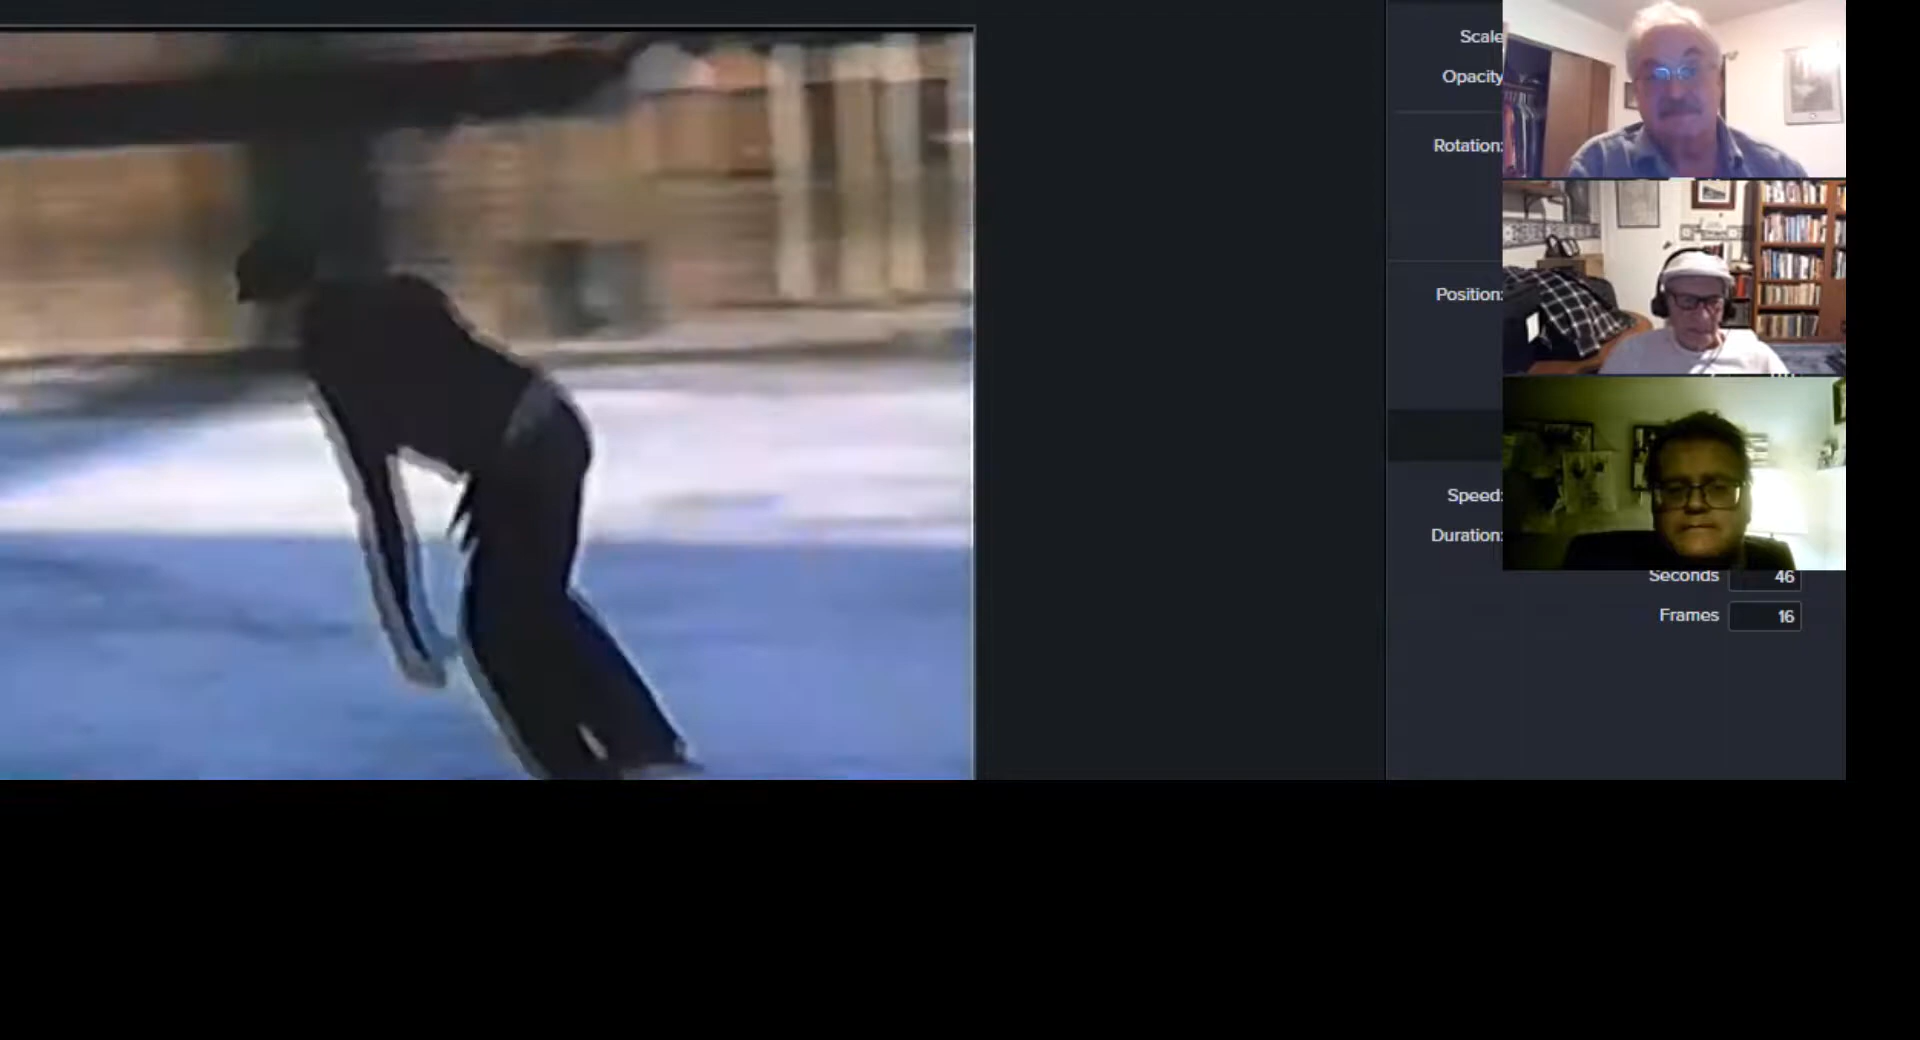 Scale
Opacity
Rotation:
Position:
Speed:
Duration:
Seconds 46
Frames 16